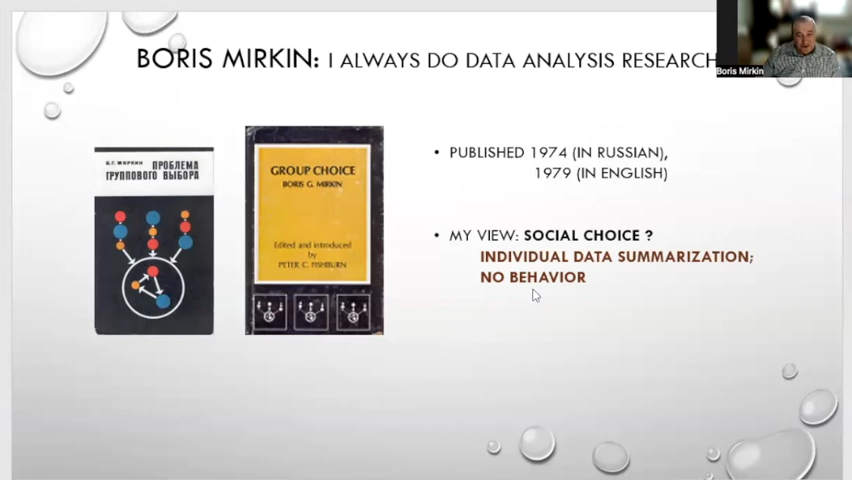 BORIS MIRKIN: I ALWAYS DO DATA ANALYSIS RESEARCH
Boris Mirkin
Б.Г. МИРКИН
ПРОБЛЕМА
ГРУППОВОГО ВЫБОРА
GROUP CHOICE
BORIS G. MIRKIN
Edited and introduced
by
PETER C. FISHBURN
• PUBLISHED 1974 (IN RUSSIAN),
1979 (IN ENGLISH)
• MY VIEW: SOCIAL CHOICE ?
INDIVIDUAL DATA SUMMARIZATION;
NO BEHAVIOR